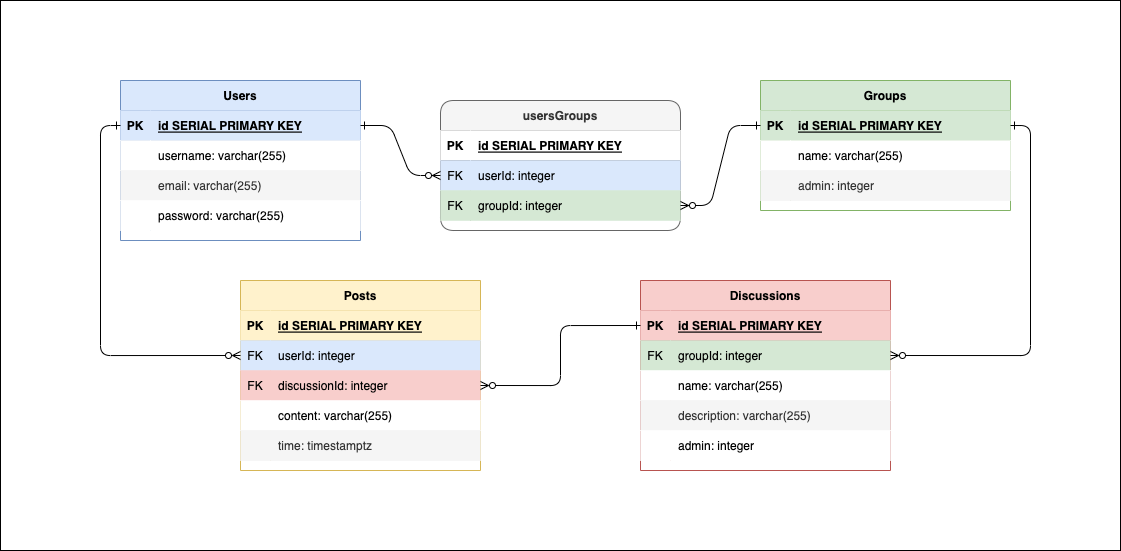 Users
PK id SERIAL PRIMARY KEY
username: varchar(255)
email: varchar(255)
password: varchar(255)
usersGroups
PK id SERIAL PRIMARY KEY
FK userId: integer
FK groupId: integer
Groups
PK id SERIAL PRIMARY KEY
name: varchar(255)
admin: integer
Posts
PK id SERIAL PRIMARY KEY
FK userId: integer
FK discussionId: integer
content: varchar(255)
time: timestamptz
Discussions
PK id SERIAL PRIMARY KEY
FK groupId: integer
name: varchar(255)
description: varchar(255)
admin: integer